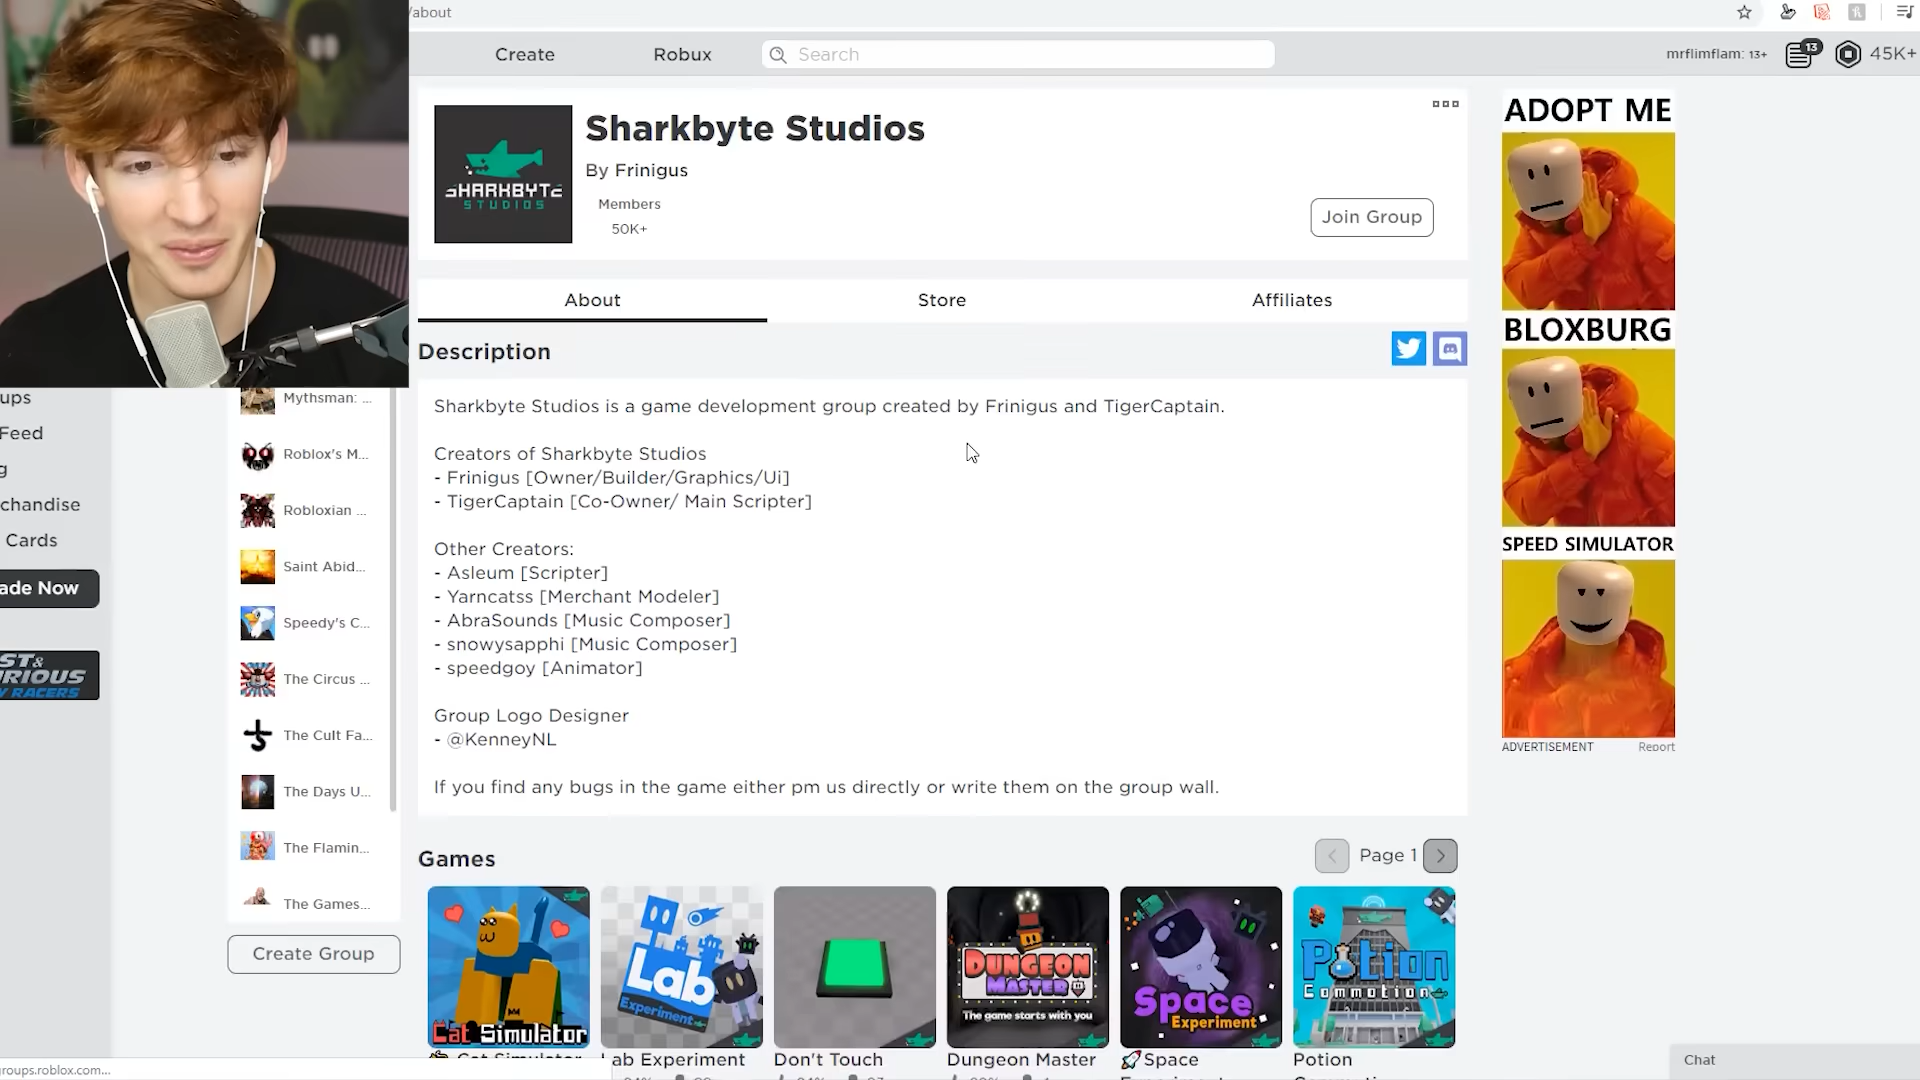 /about
Create
Robux
Search
mrflimflam: 13+
13
45K+
SHARKBYTE
STUDIOS
Sharkbyte Studios
By Frinigus
Members
50K+
Join Group
About
Store
Affiliates
Description
Sharkbyte Studios is a game development group created by Frinigus and TigerCaptain.
Creators of Sharkbyte Studios
- Frinigus [Owner/Builder/Graphics/Ui]
- TigerCaptain [Co-Owner/ Main Scripter]
Other Creators:
- Asleum [Scripter]
- Yarncatss [Merchant Modeler]
- AbraSounds [Music Composer]
- snowysapphi [Music Composer]
- speedgoy [Animator]
Group Logo Designer
- @KenneyNL
If you find any bugs in the game either pm us directly or write them on the group wall.
ups
Feed
g
chandise
Cards
ade Now
ST &
RIOUS
Y RACERS
Mythsman: ...
Roblox's M...
Robloxian ...
Saint Abid...
Speedy's C...
The Circus ...
The Cult Fa...
The Days U...
The Flamin...
The Games...
Create Group
ADOPT ME
BLOXBURG
SPEED SIMULATOR
ADVERTISEMENT
Report
Games
Page 1
Cat Simulator
Lab
Experiment
DUNGEON
MASTER
The game starts with you
Space
Experiment
Potion
Commotion
Cat Simulator
Lab Experiment
Don't Touch
Dungeon Master
🚀Space
Potion
roups.roblox.com...
Chat